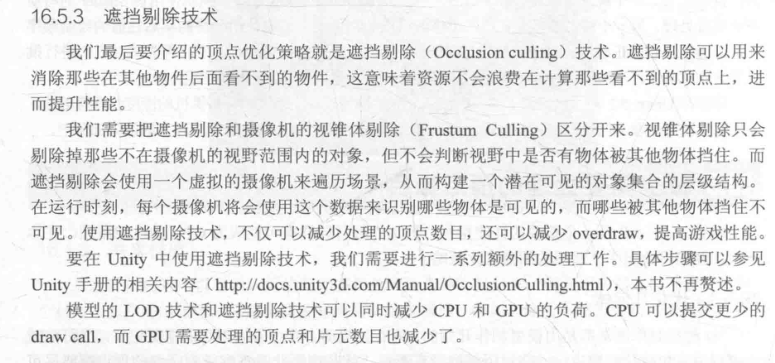 16.5.3 遮挡剔除技术
我们最后要介绍的顶点优化策略就是遮挡剔除（Occlusion culling）技术。遮挡剔除可以用来
消除那些在其他物件后面看不到的物件，这意味着资源不会浪费在计算那些看不到的顶点上，进
而提升性能。
我们需要把遮挡剔除和摄像机的视锥体剔除（Frustum Culling）区分开来。视锥体剔除只会
剔除掉那些不在摄像机的视野范围内的对象，但不会判断视野中是否有物体被其他物体挡住。而
遮挡剔除会使用一个虚拟的摄像机来遍历场景，从而构建一个潜在可见的对象集合的层级结构。
在运行时刻，每个摄像机将会使用这个数据来识别哪些物体是可见的，而哪些被其他物体挡住不
可见。使用遮挡剔除技术，不仅可以减少处理的顶点数目，还可以减少 overdraw，提高游戏性能。
要在 Unity 中使用遮挡剔除技术，我们需要进行一系列额外的处理工作。具体步骤可以参见
Unity 手册的相关内容（http://docs.unity3d.com/Manual/OcclusionCulling.html），本书不再赘述。
模型的 LOD 技术和遮挡剔除技术可以同时减少 CPU 和 GPU 的负荷。CPU 可以提交更少的
draw call，而 GPU 需要处理的顶点和片元数目也减少了。